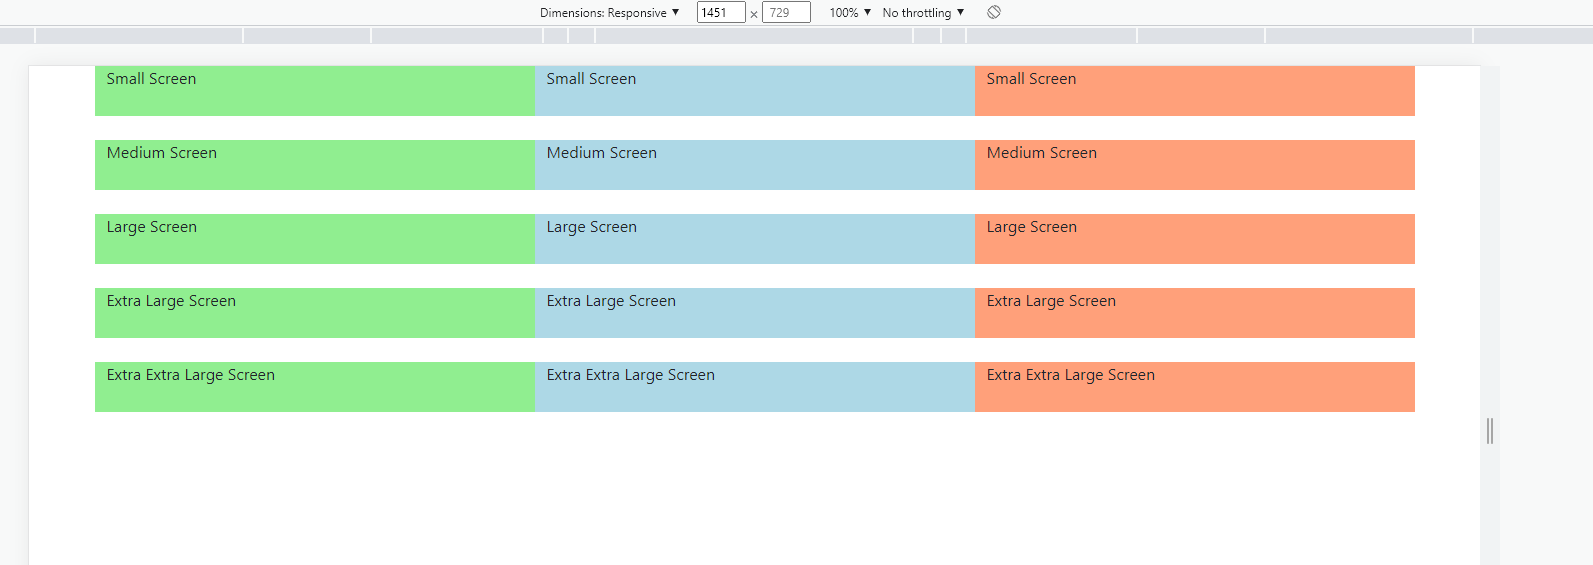 Dimensions: Responsive ▼ 1451 × 729 100% ▼ No throttling ▼
Small Screen Small Screen Small Screen
Medium Screen Medium Screen Medium Screen
Large Screen Large Screen Large Screen
Extra Large Screen Extra Large Screen Extra Large Screen
Extra Extra Large Screen Extra Extra Large Screen Extra Extra Large Screen